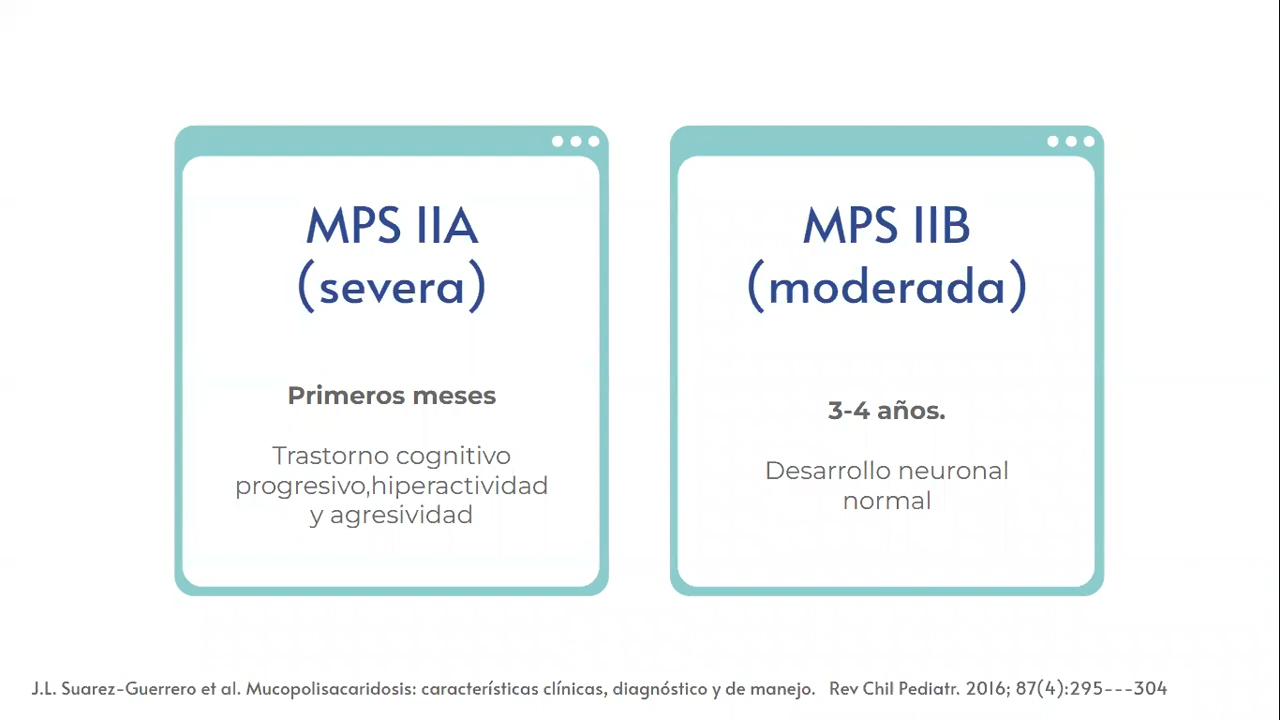 MPS IIA
(severa)
Primeros meses
Trastorno cognitivo
progresivo,hiperactividad
y agresividad
MPS IIB
(moderada)
3-4 años.
Desarrollo neuronal
normal
J.L. Suarez-Guerrero et al. Mucopolisacaridosis: características clínicas, diagnóstico y de manejo. Rev Chil Pediatr. 2016; 87(4):295---304